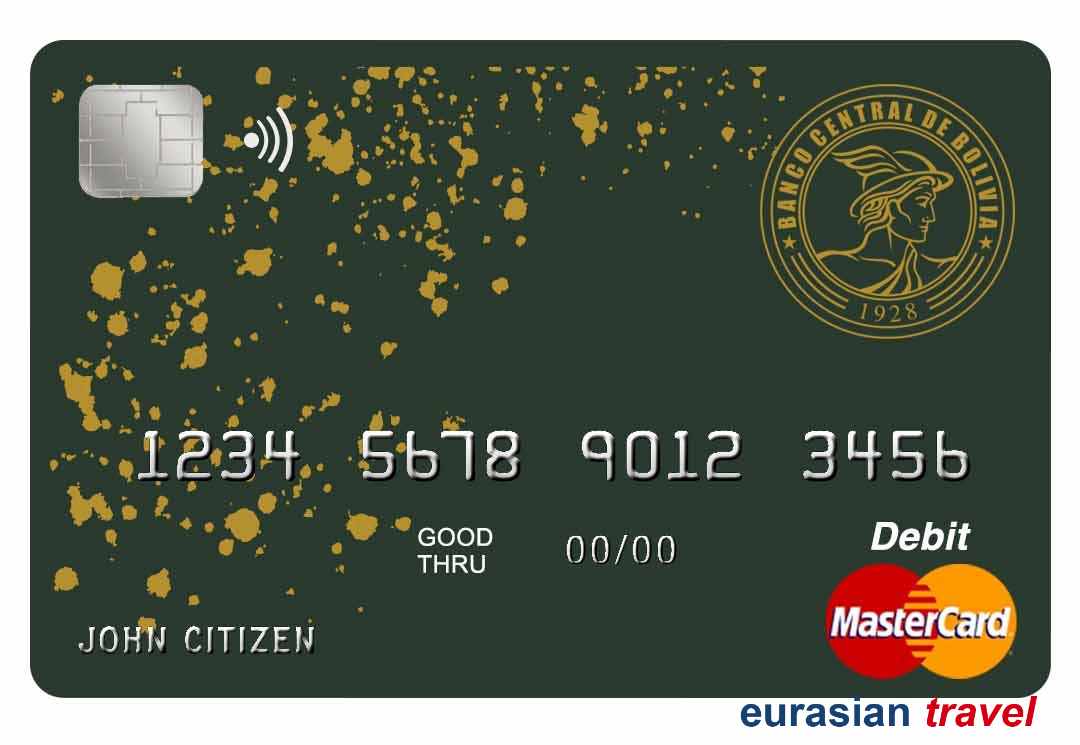 BANCO CENTRAL DE BOLIVIA
1928
1234 5678 9012 3456
GOOD THRU 00/00
Debit
JOHN CITIZEN
MasterCard
eurasian travel